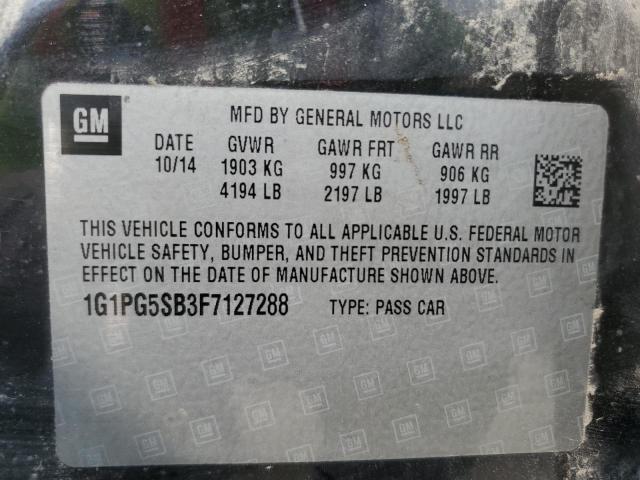 GM
MFD BY GENERAL MOTORS LLC
DATE GVWR GAWR FRT GAWR RR
10/14 1903 KG 997 KG 906 KG
4194 LB 2197 LB 1997 LB
THIS VEHICLE CONFORMS TO ALL APPLICABLE U.S. FEDERAL MOTOR
VEHICLE SAFETY, BUMPER, AND THEFT PREVENTION STANDARDS IN
EFFECT ON THE DATE OF MANUFACTURE SHOWN ABOVE.
1G1PG5SB3F7127288 TYPE: PASS CAR